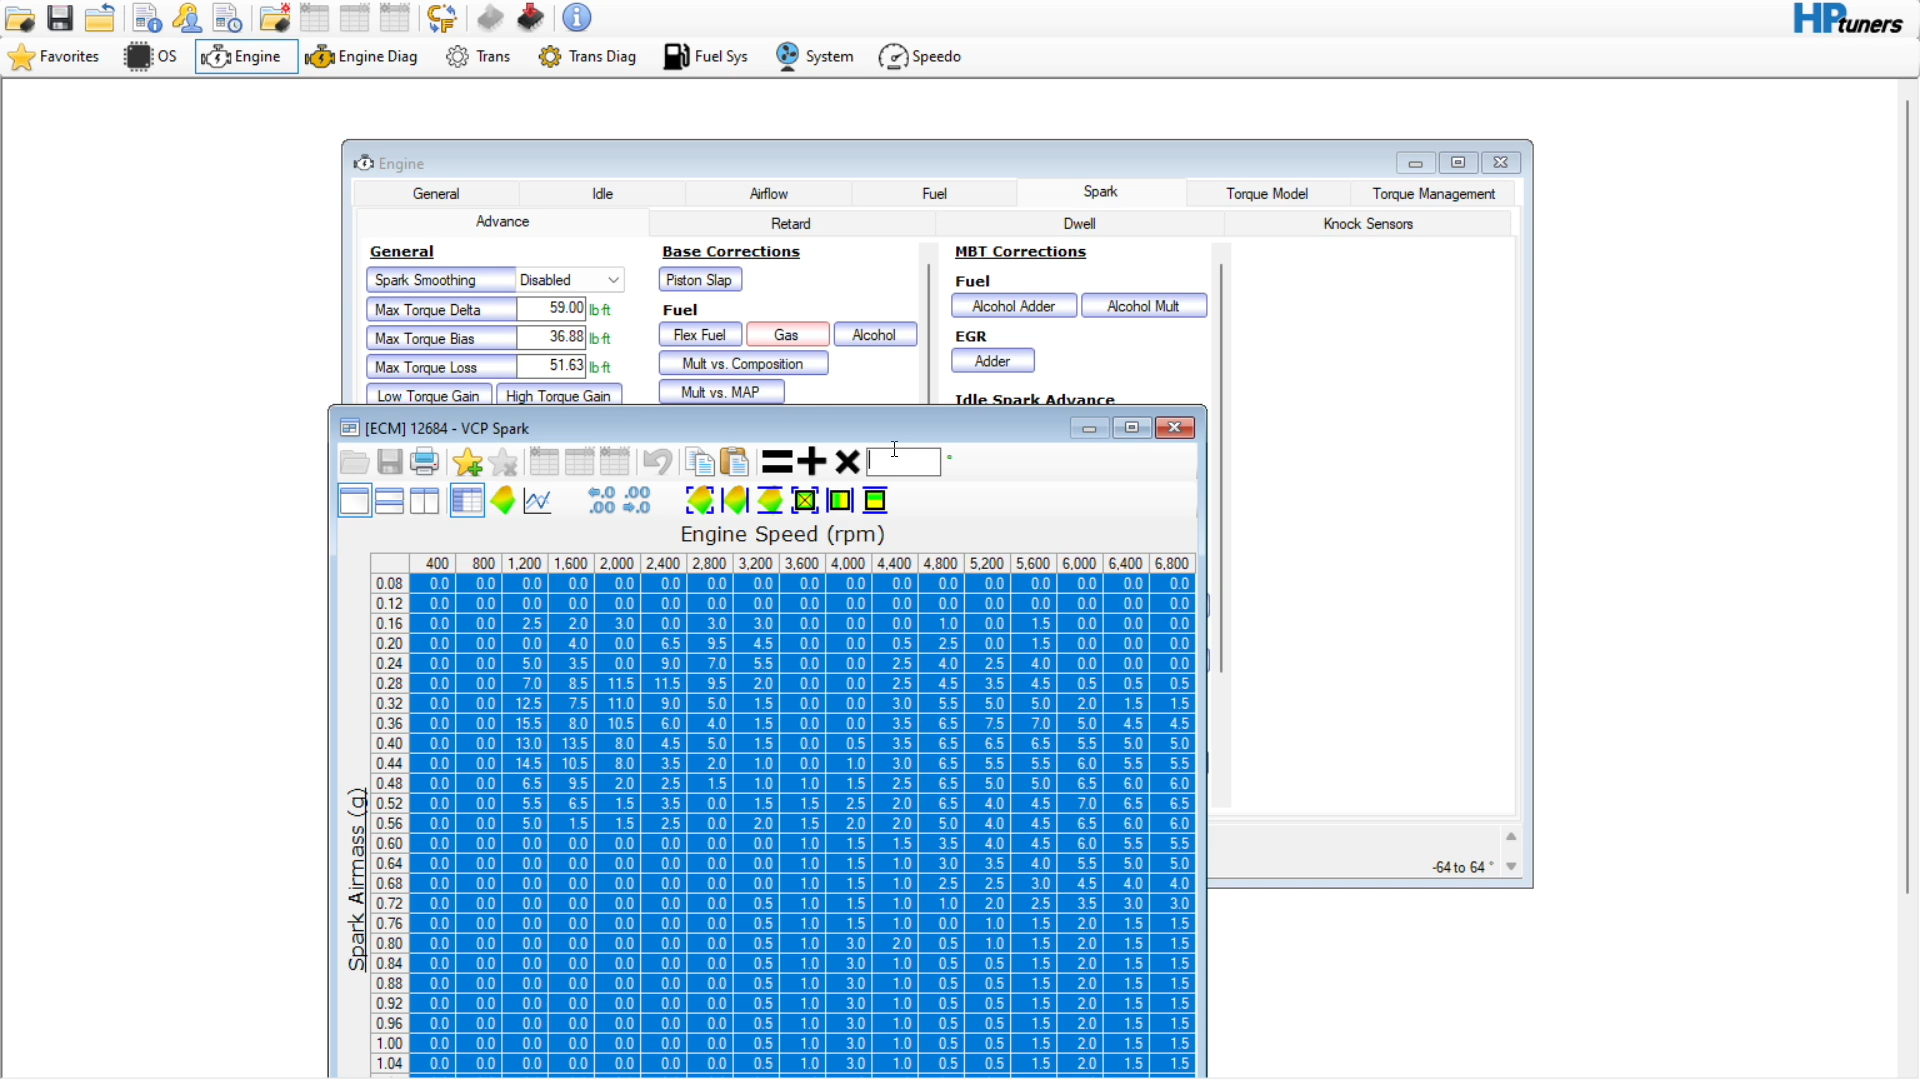 HPtuners
Favorites OS Engine Engine Diag Trans Trans Diag Fuel Sys System Speedo
Engine
General Idle Airflow Fuel Spark Torque Model Torque Management
Advance Retard Dwell Knock Sensors
General Base Corrections MBT Corrections
Spark Smoothing Disabled Piston Slap Fuel
Max Torque Delta 59.00 lb·ft Fuel Alcohol Adder Alcohol Mult
Max Torque Bias 36.88 lb·ft Flex Fuel Gas Alcohol EGR
Max Torque Loss 51.63 lb·ft Mult vs. Composition Adder
Low Torque Gain High Torque Gain Mult vs. MAP Idle Spark Advance
[ECM] 12684 - VCP Spark
°
←.0 .00
.00 →.0
Engine Speed (rpm)
400 800 1,200 1,600 2,000 2,400 2,800 3,200 3,600 4,000 4,400 4,800 5,200 5,600 6,000 6,400 6,800
0.08 0.0 0.0 0.0 0.0 0.0 0.0 0.0 0.0 0.0 0.0 0.0 0.0 0.0 0.0 0.0 0.0 0.0
0.12 0.0 0.0 0.0 0.0 0.0 0.0 0.0 0.0 0.0 0.0 0.0 0.0 0.0 0.0 0.0 0.0 0.0
0.16 0.0 0.0 2.5 2.0 3.0 0.0 3.0 3.0 0.0 0.0 0.0 1.0 0.0 1.5 0.0 0.0 0.0
0.20 0.0 0.0 0.0 4.0 0.0 6.5 9.5 4.5 0.0 0.0 0.5 2.5 0.0 1.5 0.0 0.0 0.0
0.24 0.0 0.0 5.0 3.5 0.0 9.0 7.0 5.5 0.0 0.0 2.5 4.0 2.5 4.0 0.0 0.0 0.0
0.28 0.0 0.0 7.0 8.5 11.5 11.5 9.5 2.0 0.0 0.0 2.5 4.5 3.5 4.5 0.5 0.5 0.5
0.32 0.0 0.0 12.5 7.5 11.0 9.0 5.0 1.5 0.0 0.0 3.0 5.5 5.0 5.0 2.0 1.5 1.5
0.36 0.0 0.0 15.5 8.0 10.5 6.0 4.0 1.5 0.0 0.0 3.5 6.5 7.5 7.0 5.0 4.5 4.5
0.40 0.0 0.0 13.0 13.5 8.0 4.5 5.0 1.5 0.0 0.5 3.5 6.5 6.5 6.5 5.5 5.0 5.0
0.44 0.0 0.0 14.5 10.5 8.0 3.5 2.0 1.0 0.0 1.0 3.0 6.5 5.5 5.5 6.0 5.5 5.5
0.48 0.0 0.0 6.5 9.5 2.0 2.5 1.5 1.0 1.0 1.5 2.5 6.5 5.0 5.0 6.5 6.0 6.0
0.52 0.0 0.0 5.5 6.5 1.5 3.5 0.0 1.5 1.5 2.5 2.0 6.5 4.0 4.5 7.0 6.5 6.5
0.56 0.0 0.0 5.0 1.5 1.5 2.5 0.0 2.0 1.5 2.0 2.0 5.0 4.0 4.5 6.5 6.0 6.0
0.60 0.0 0.0 0.0 0.0 0.0 0.0 0.0 0.0 1.0 1.5 1.5 3.5 4.0 4.5 6.0 5.5 5.5
0.64 0.0 0.0 0.0 0.0 0.0 0.0 0.0 0.0 1.0 1.5 1.0 3.0 3.5 4.0 5.5 5.0 5.0
0.68 0.0 0.0 0.0 0.0 0.0 0.0 0.0 0.0 1.0 1.5 1.0 2.5 2.5 3.0 4.5 4.0 4.0
0.72 0.0 0.0 0.0 0.0 0.0 0.0 0.0 0.5 1.0 1.5 1.0 1.0 2.0 2.5 3.5 3.0 3.0
0.76 0.0 0.0 0.0 0.0 0.0 0.0 0.0 0.5 1.0 1.5 1.0 0.0 1.0 1.5 2.0 1.5 1.5
0.80 0.0 0.0 0.0 0.0 0.0 0.0 0.0 0.5 1.0 3.0 2.0 0.5 1.0 1.5 2.0 1.5 1.5
0.84 0.0 0.0 0.0 0.0 0.0 0.0 0.0 0.5 1.0 3.0 1.0 0.5 0.5 1.5 2.0 1.5 1.5
0.88 0.0 0.0 0.0 0.0 0.0 0.0 0.0 0.5 1.0 3.0 1.0 0.5 0.5 1.5 2.0 1.5 1.5
0.92 0.0 0.0 0.0 0.0 0.0 0.0 0.0 0.5 1.0 3.0 1.0 0.5 0.5 1.5 2.0 1.5 1.5
0.96 0.0 0.0 0.0 0.0 0.0 0.0 0.0 0.5 1.0 3.0 1.0 0.5 0.5 1.5 2.0 1.5 1.5
1.00 0.0 0.0 0.0 0.0 0.0 0.0 0.0 0.5 1.0 3.0 1.0 0.5 0.5 1.5 2.0 1.5 1.5
1.04 0.0 0.0 0.0 0.0 0.0 0.0 0.0 0.5 1.0 3.0 1.0 0.5 0.5 1.5 2.0 1.5 1.5
Spark Airmass (g)
-64 to 64 °